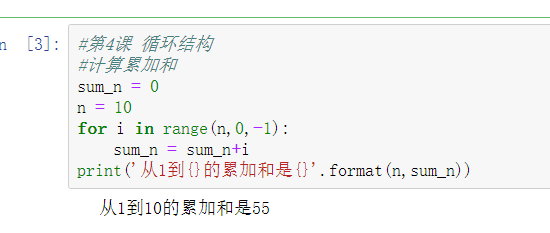 n [3]:
#第4课 循环结构
#计算累加和
sum_n = 0
n = 10
for i in range(n,0,-1):
    sum_n = sum_n+i
print('从1到{}的累加和是{}'.format(n,sum_n))
从1到10的累加和是55